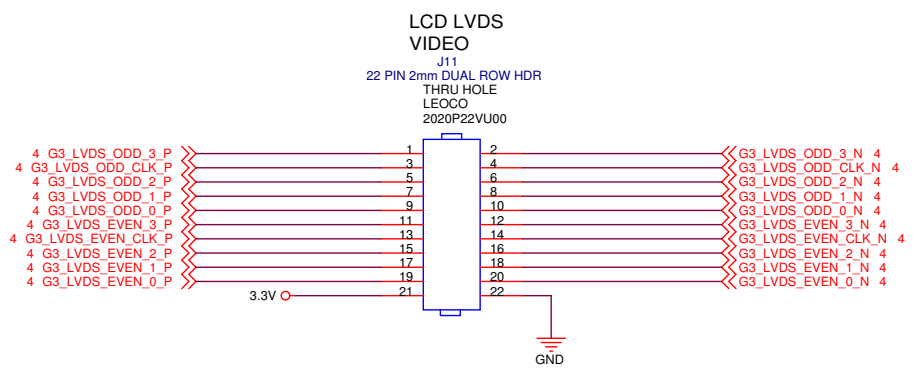 LCD LVDS
VIDEO
J11
22 PIN 2mm DUAL ROW HDR
THRU HOLE
LEOCO
2020P22VU00
4 G3_LVDS_ODD_3_P 1 2 G3_LVDS_ODD_3_N 4
4 G3_LVDS_ODD_CLK_P 3 4 G3_LVDS_ODD_CLK_N 4
4 G3_LVDS_ODD_2_P 5 6 G3_LVDS_ODD_2_N 4
4 G3_LVDS_ODD_1_P 7 8 G3_LVDS_ODD_1_N 4
4 G3_LVDS_ODD_0_P 9 10 G3_LVDS_ODD_0_N 4
4 G3_LVDS_EVEN_3_P 11 12 G3_LVDS_EVEN_3_N 4
4 G3_LVDS_EVEN_CLK_P 13 14 G3_LVDS_EVEN_CLK_N 4
4 G3_LVDS_EVEN_2_P 15 16 G3_LVDS_EVEN_2_N 4
4 G3_LVDS_EVEN_1_P 17 18 G3_LVDS_EVEN_1_N 4
4 G3_LVDS_EVEN_0_P 19 20 G3_LVDS_EVEN_0_N 4
3.3V 21 22
GND